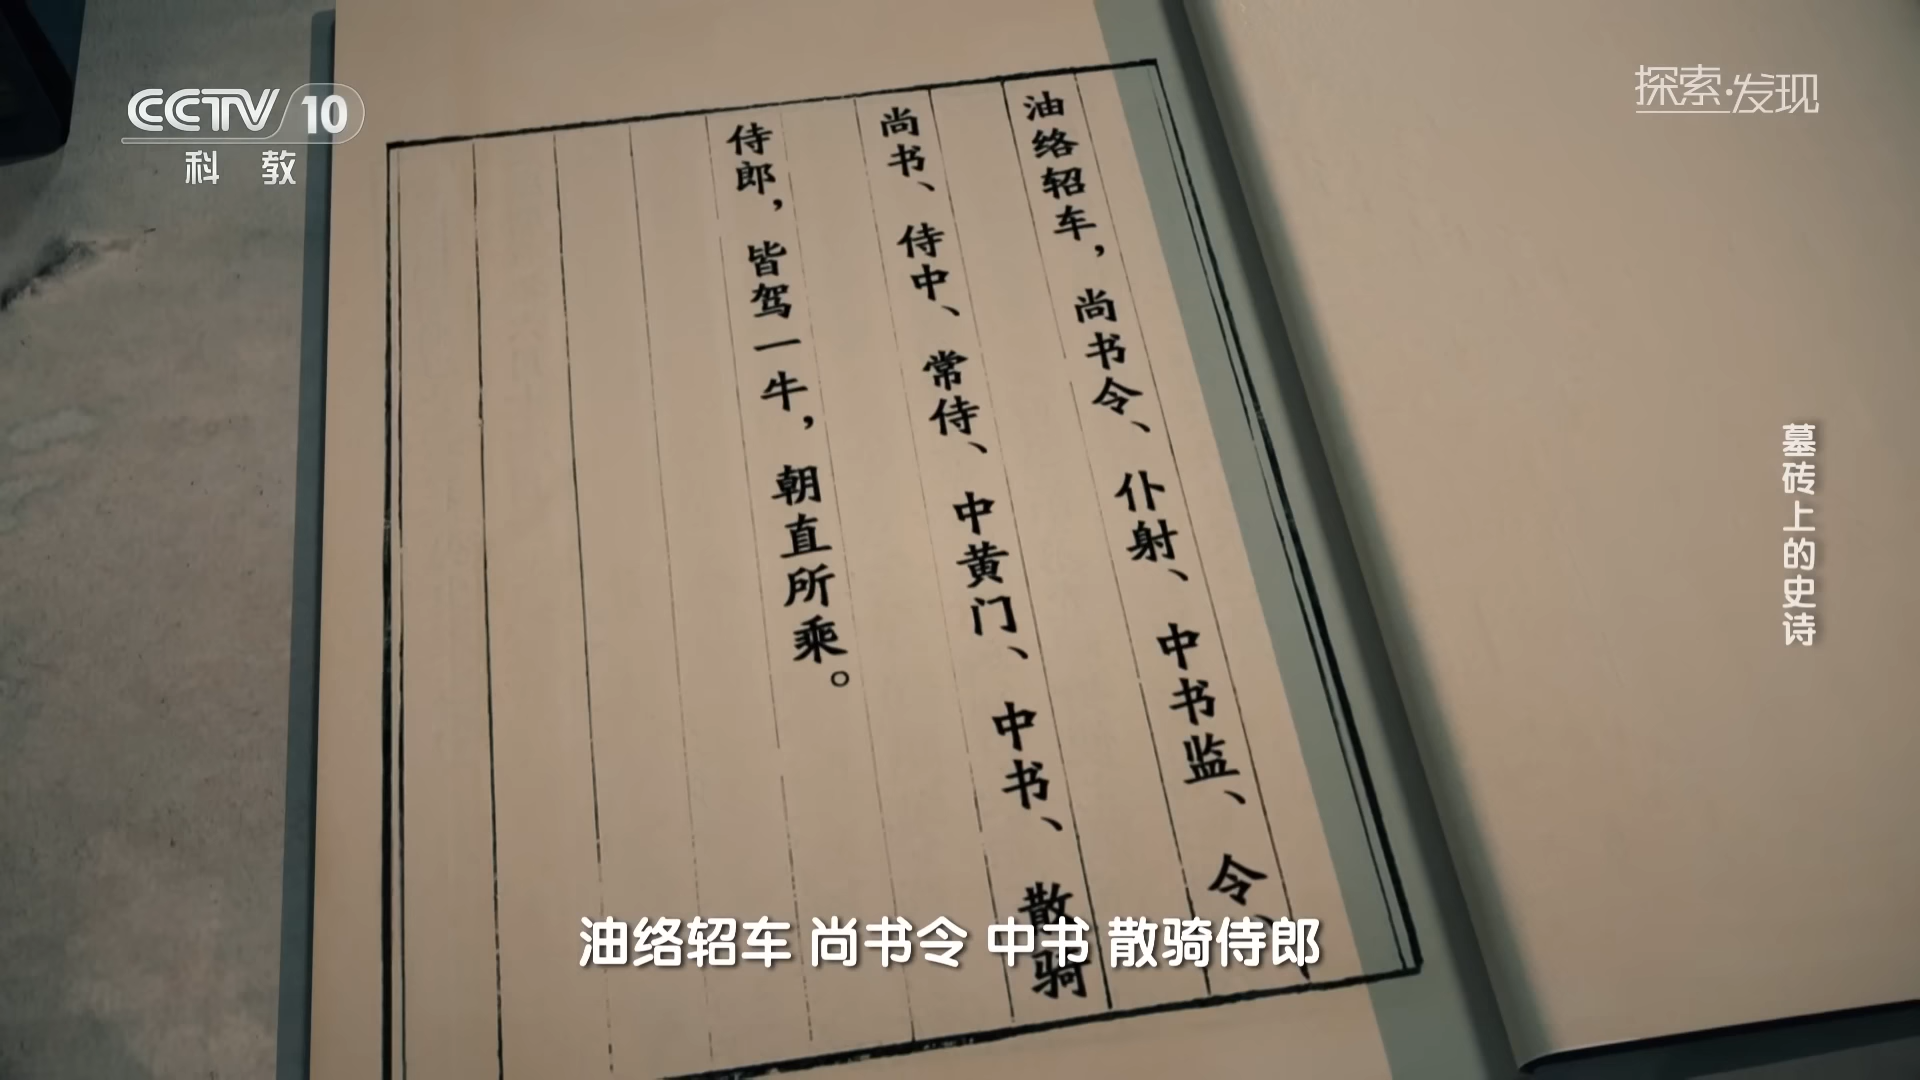 CCTV 10
科 教
探索·发现
油络轺车，尚书令、仆射、中书监、令、
尚书、侍中、常侍、中黄门、中书、散骑
侍郎，皆驾一牛，朝直所乘。
墓砖上的史诗
油络轺车 尚书令 中书 散骑侍郎